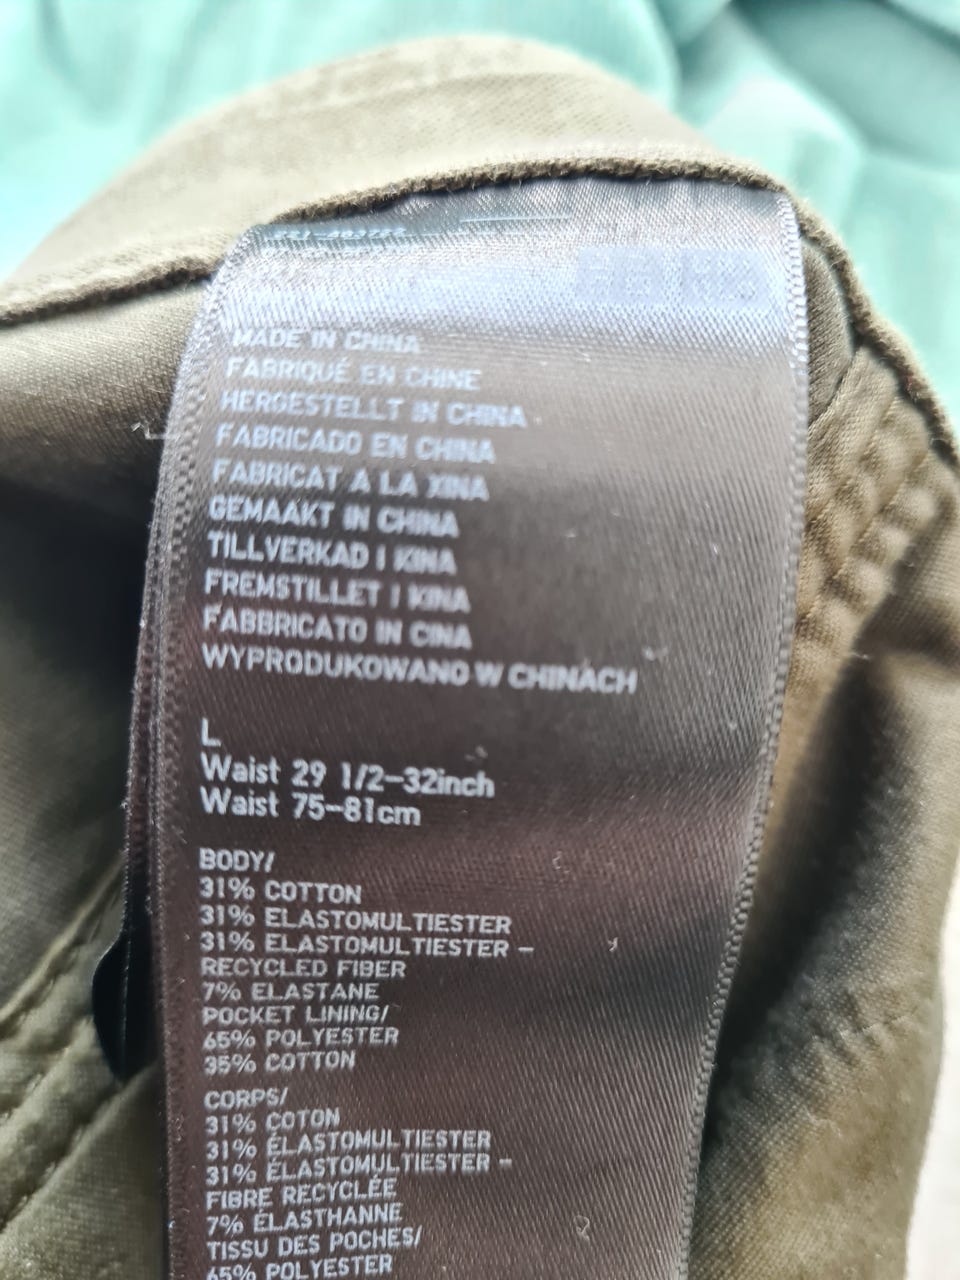 MADE IN CHINA
FABRIQUÉ EN CHINE
HERGESTELLT IN CHINA
FABRICADO EN CHINA
FABRICAT A LA XINA
GEMAAKT IN CHINA
TILLVERKAD I KINA
FREMSTILLET I KINA
FABBRICATO IN CINA
WYPRODUKOWANO W CHINACH
L
Waist 29 1/2-32inch
Waist 75-81cm
BODY/
31% COTTON
31% ELASTOMULTIESTER
31% ELASTOMULTIESTER -
RECYCLED FIBER
7% ELASTANE
POCKET LINING/
65% POLYESTER
35% COTTON
CORPS/
31% COTON
31% ÉLASTOMULTIESTER
31% ÉLASTOMULTIESTER -
FIBRE RECYCLÉE
7% ÉLASTHANNE
TISSU DES POCHES/
65% POLYESTER